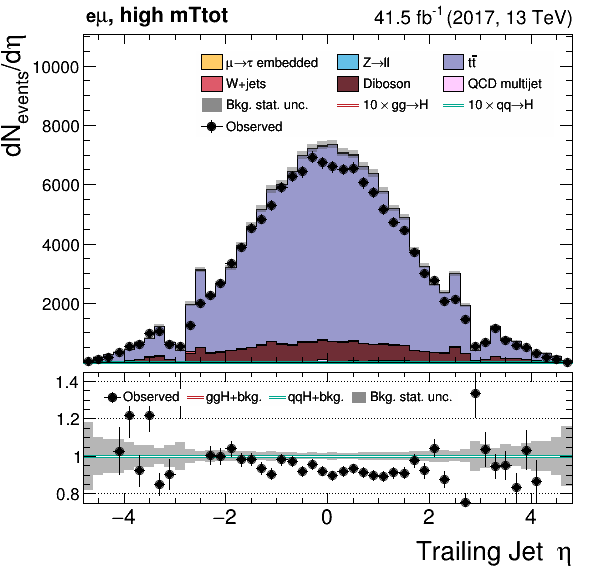 eμ, high mTtot 41.5 fb⁻¹ (2017, 13 TeV)
dN_events/dη
10000
8000
6000
4000
2000
μ→τ embedded Z→ll tt̄
W+jets Diboson QCD multijet
Bkg. stat. unc. 10 × gg→H 10 × qq→H
Observed
1.4
1.2
1
0.8
Observed ggH+bkg. qqH+bkg. Bkg. stat. unc.
−4 −2 0 2 4
Trailing Jet η